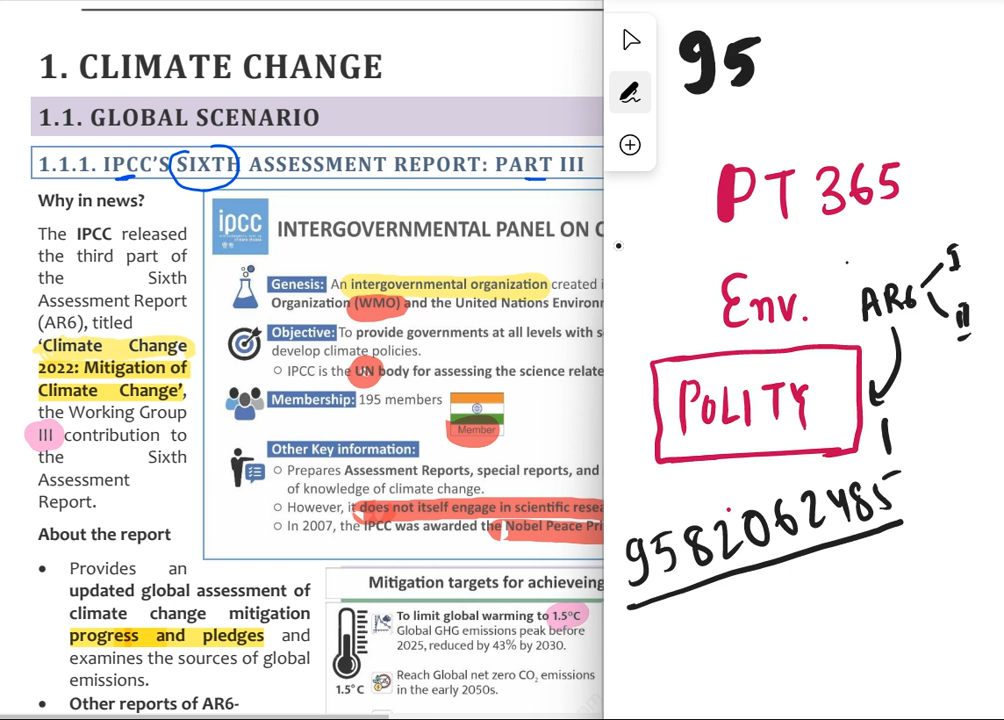 1. CLIMATE CHANGE
1.1. GLOBAL SCENARIO
1.1.1. IPCC'S SIXTH ASSESSMENT REPORT: PART III
Why in news?
The IPCC released
the third part of
the Sixth
Assessment Report
(AR6), titled
'Climate Change
2022: Mitigation of
Climate Change',
the Working Group
III contribution to
the Sixth
Assessment
Report.
About the report
• Provides an
updated global assessment of
climate change mitigation
progress and pledges and
examines the sources of global
emissions.
• Other reports of AR6-
ipcc
INTERGOVERNMENTAL PANEL ON C
Genesis: An intergovernmental organization created i
Organization (WMO) and the United Nations Environ
Objective: To provide governments at all levels with s
develop climate policies.
○ IPCC is the UN body for assessing the science relate
Membership: 195 members
Member
Other Key information:
○ Prepares Assessment Reports, special reports, and
of knowledge of climate change.
○ However, it does not itself engage in scientific resea
○ In 2007, the IPCC was awarded the Nobel Peace Pri
Mitigation targets for achieveing
To limit global warming to 1.5°C
Global GHG emissions peak before
2025, reduced by 43% by 2030.
1.5°C
Reach Global net zero CO₂ emissions
in the early 2050s.
95
PT 365
Env.
AR6
I
II
POLITY
9582062485